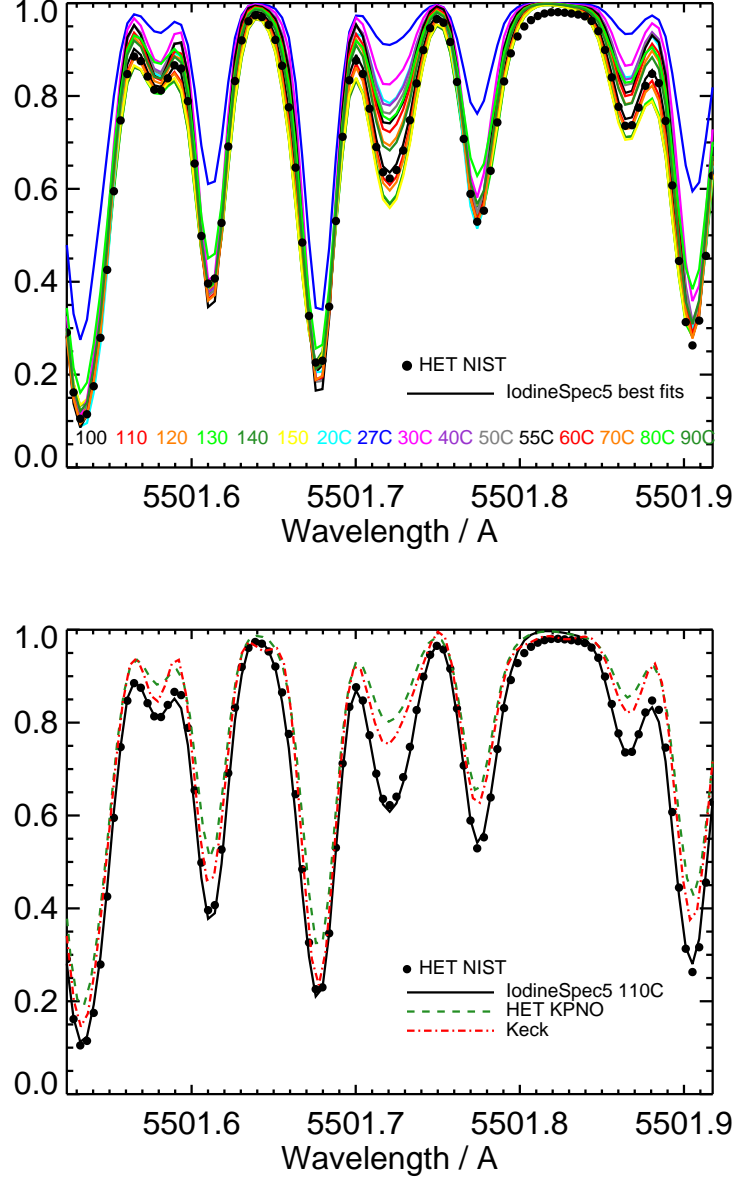 1.0
0.8
0.6
0.4
0.2
0.0
HET NIST
IodineSpec5 best fits
100 110 120 130 140 150 20C 27C 30C 40C 50C 55C 60C 70C 80C 90C
5501.6 5501.7 5501.8 5501.9
Wavelength / A
1.0
0.8
0.6
0.4
0.2
0.0
HET NIST
IodineSpec5 110C
HET KPNO
Keck
5501.6 5501.7 5501.8 5501.9
Wavelength / A